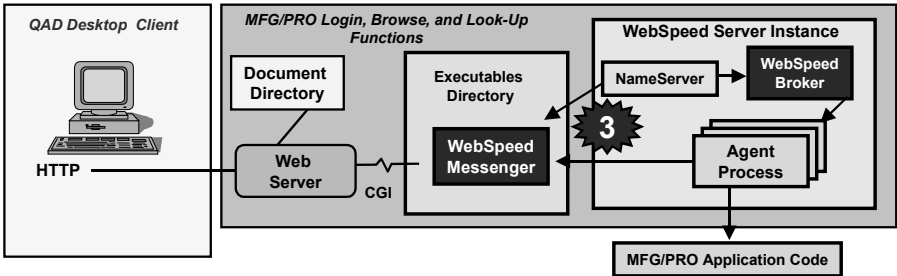 QAD Desktop Client
HTTP
MFG/PRO Login, Browse, and Look-Up
Functions
Document
Directory
Web
Server
CGI
Executables
Directory
WebSpeed
Messenger
3
WebSpeed Server Instance
NameServer
WebSpeed
Broker
Agent
Process
MFG/PRO Application Code